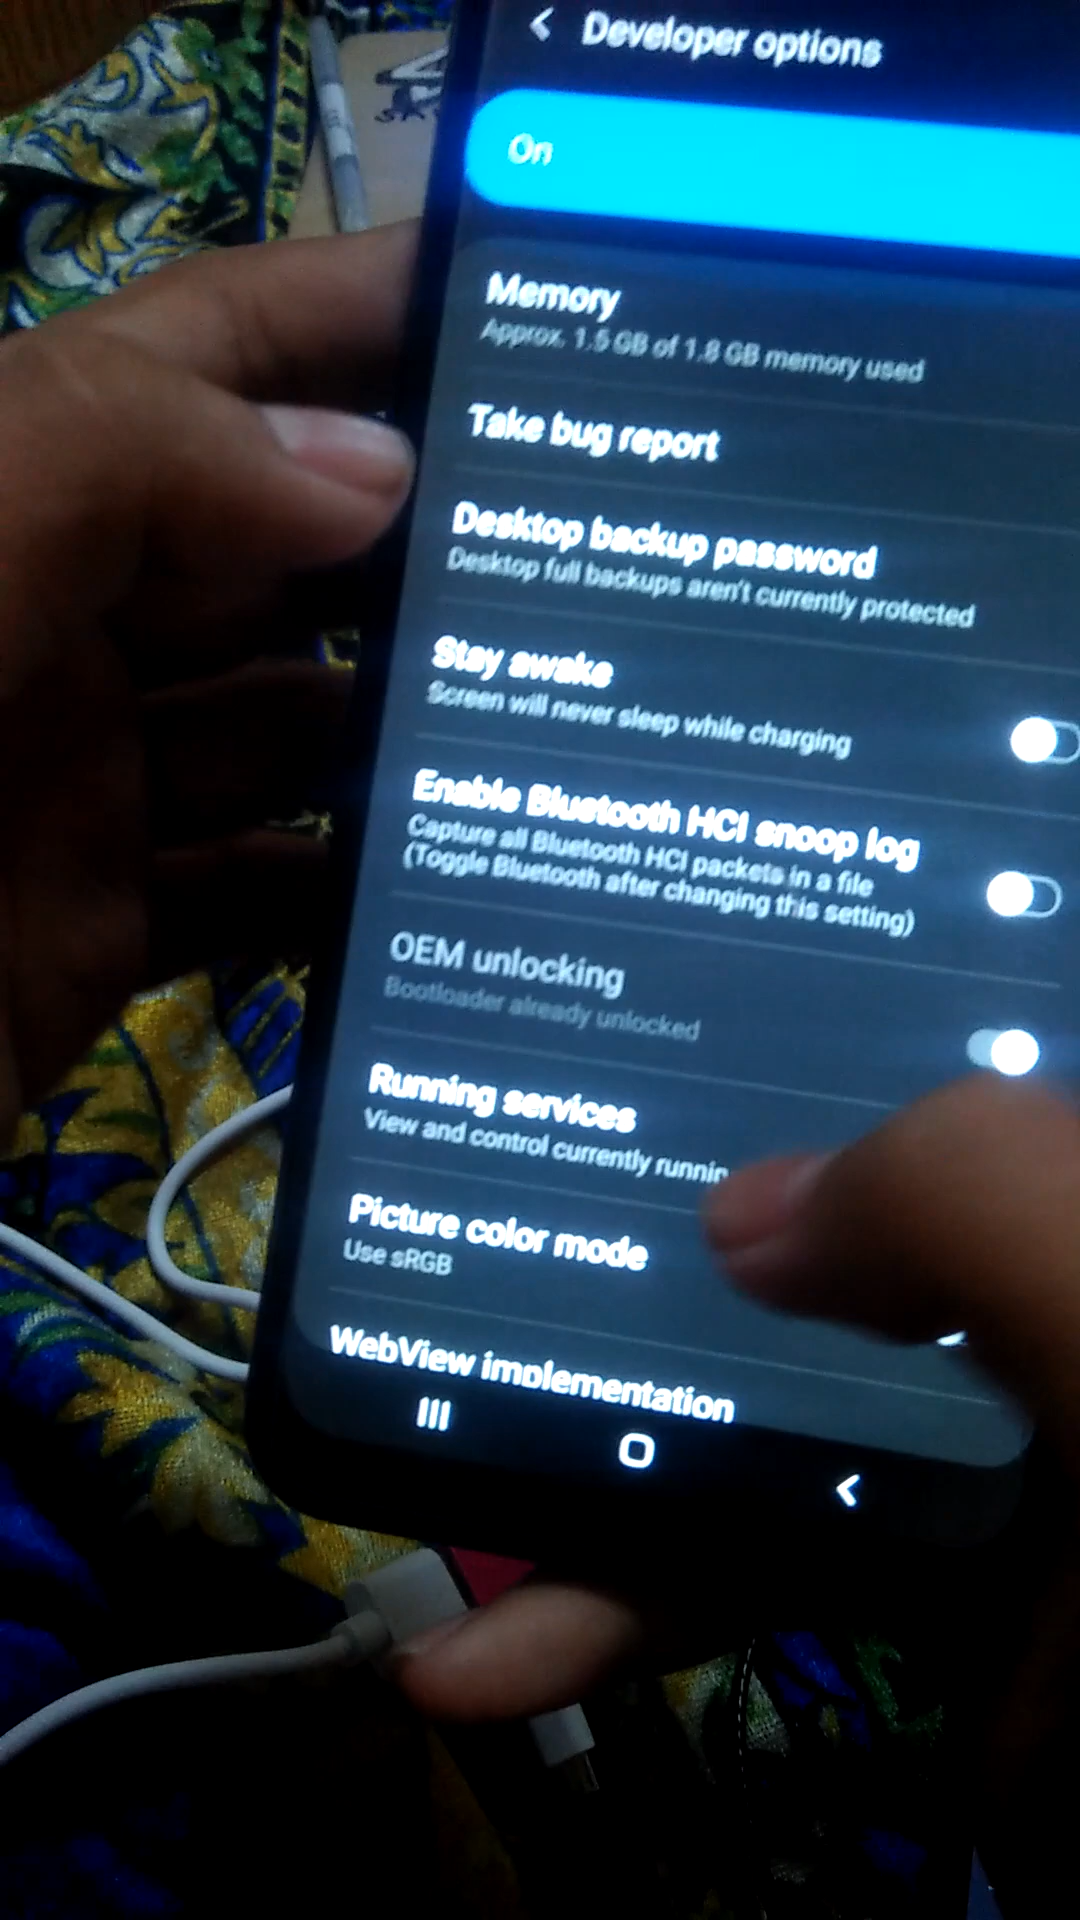 Developer options
On
Memory
Approx. 1.5 GB of 1.8 GB memory used
Take bug report
Desktop backup password
Desktop full backups aren't currently protected
Stay awake
Screen will never sleep while charging
Enable Bluetooth HCI snoop log
Capture all Bluetooth HCI packets in a file
(Toggle Bluetooth after changing this setting)
OEM unlocking
Bootloader already unlocked
Running services
View and control currently
Picture color mode
Use sRGB
WebView implementation